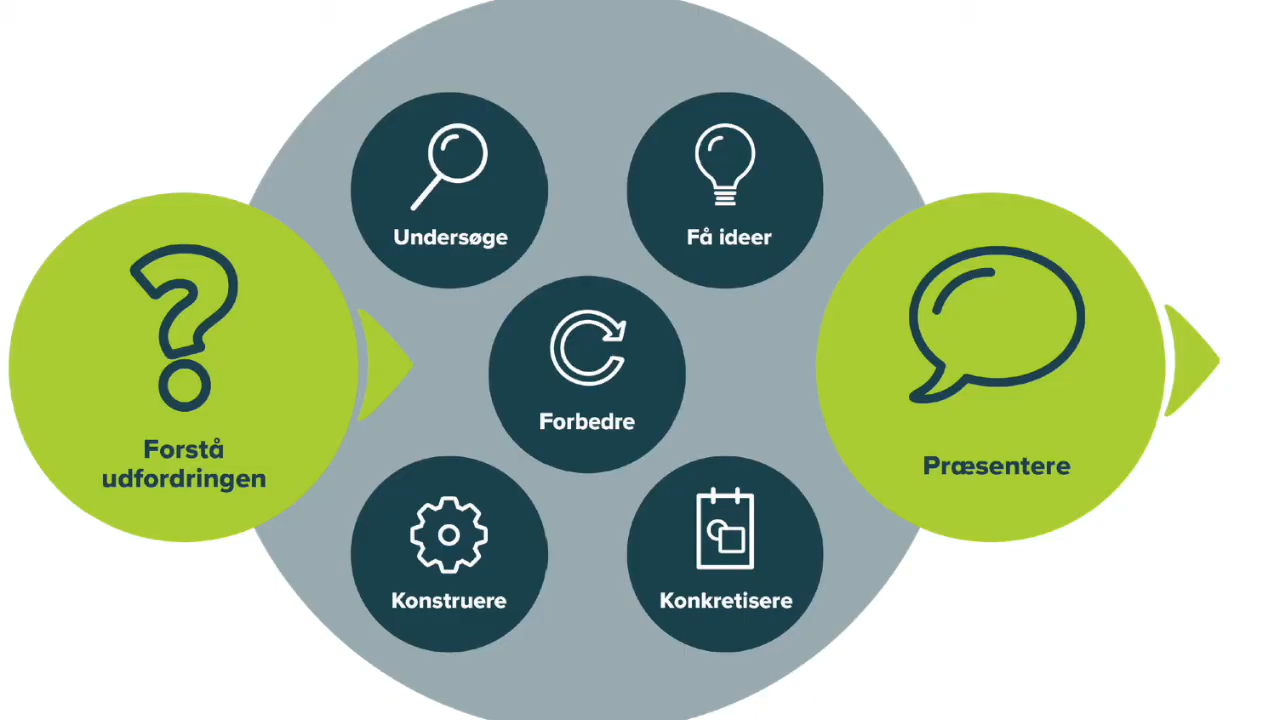 Forstå
udfordringen
Undersøge
Få ideer
Forbedre
Konstruere
Konkretisere
Præsentere